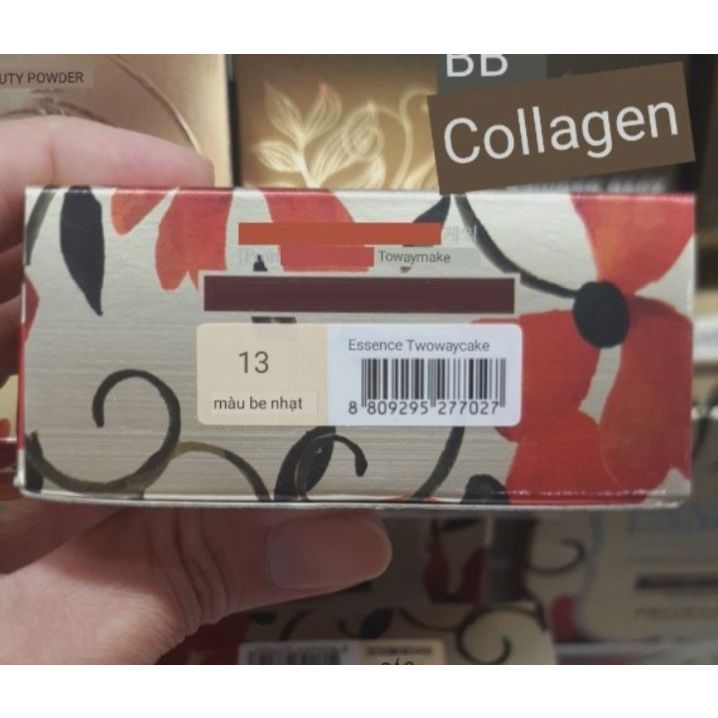 UTY POWDER
BB
Collagen
Towaymake
13
màu be nhạt
Essence Twowaycake
8 809295 277027